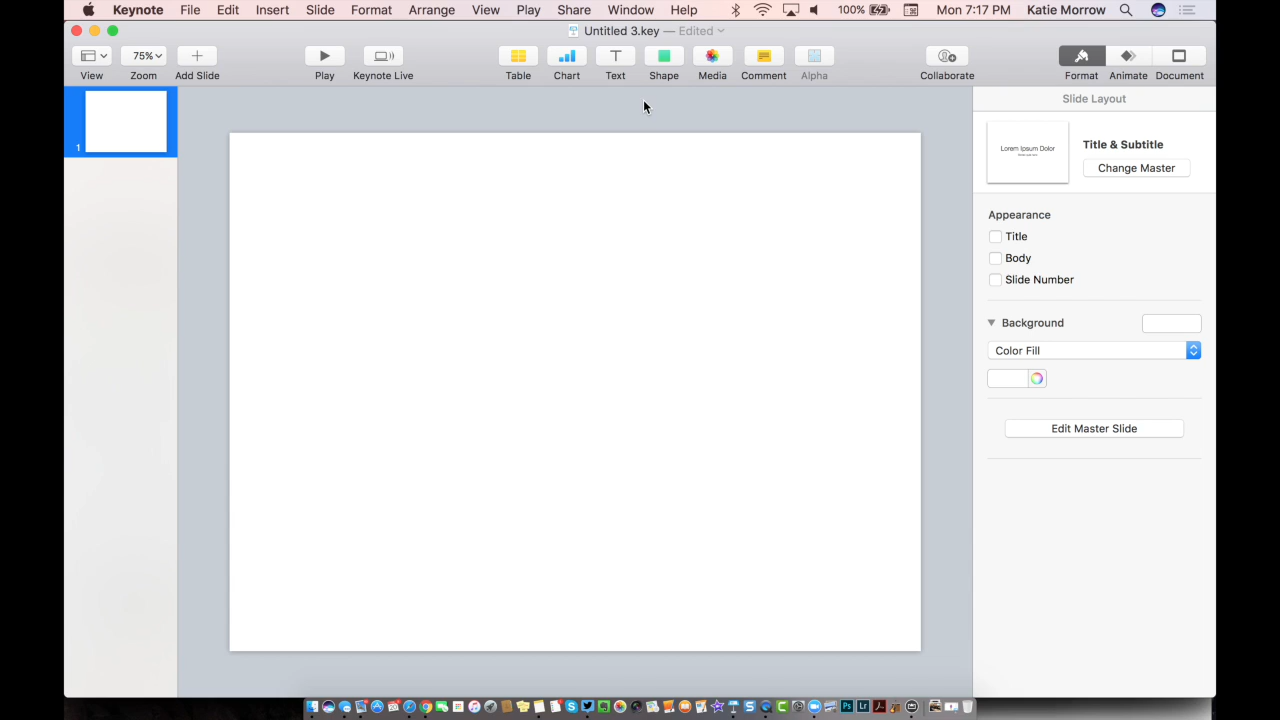 Keynote File Edit Insert Slide Format Arrange View Play Share Window Help 100% Mon 7:17 PM Katie Morrow
Untitled 3.key — Edited
75%
View Zoom Add Slide Play Keynote Live Table Chart Text Shape Media Comment Alpha Collaborate Format Animate Document
1
Slide Layout
Lorem Ipsum Dolor
Title & Subtitle
Change Master
Appearance
Title
Body
Slide Number
Background
Color Fill
Edit Master Slide